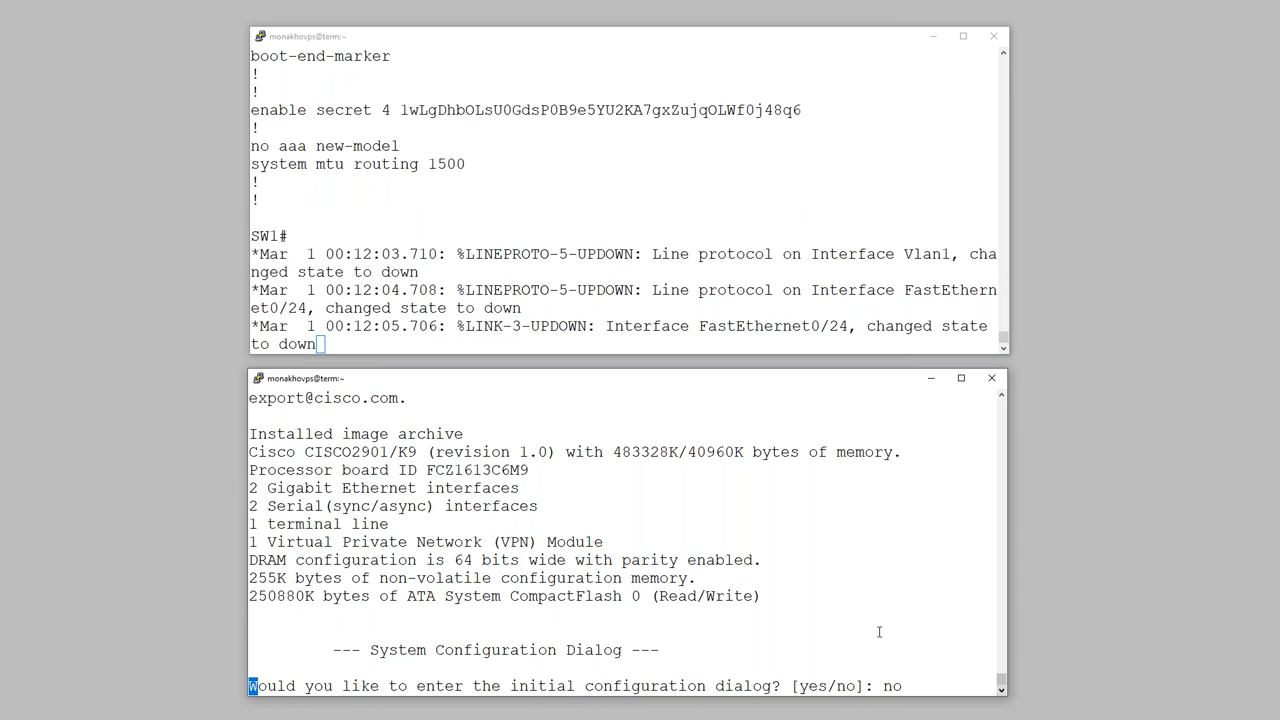 monakhovps@term:~
boot-end-marker
!
!
enable secret 4 1wLgDhbOLsU0GdsP0B9e5YU2KA7gxZujqOLWf0j48q6
!
no aaa new-model
system mtu routing 1500
!
!
SW1#
*Mar  1 00:12:03.710: %LINEPROTO-5-UPDOWN: Line protocol on Interface Vlan1, cha
nged state to down
*Mar  1 00:12:04.708: %LINEPROTO-5-UPDOWN: Line protocol on Interface FastEthern
et0/24, changed state to down
*Mar  1 00:12:05.706: %LINK-3-UPDOWN: Interface FastEthernet0/24, changed state
to down
monakhovps@term:~
export@cisco.com.
Installed image archive
Cisco CISCO2901/K9 (revision 1.0) with 483328K/40960K bytes of memory.
Processor board ID FCZ1613C6M9
2 Gigabit Ethernet interfaces
2 Serial(sync/async) interfaces
1 terminal line
1 Virtual Private Network (VPN) Module
DRAM configuration is 64 bits wide with parity enabled.
255K bytes of non-volatile configuration memory.
250880K bytes of ATA System CompactFlash 0 (Read/Write)
--- System Configuration Dialog ---
Would you like to enter the initial configuration dialog? [yes/no]: no